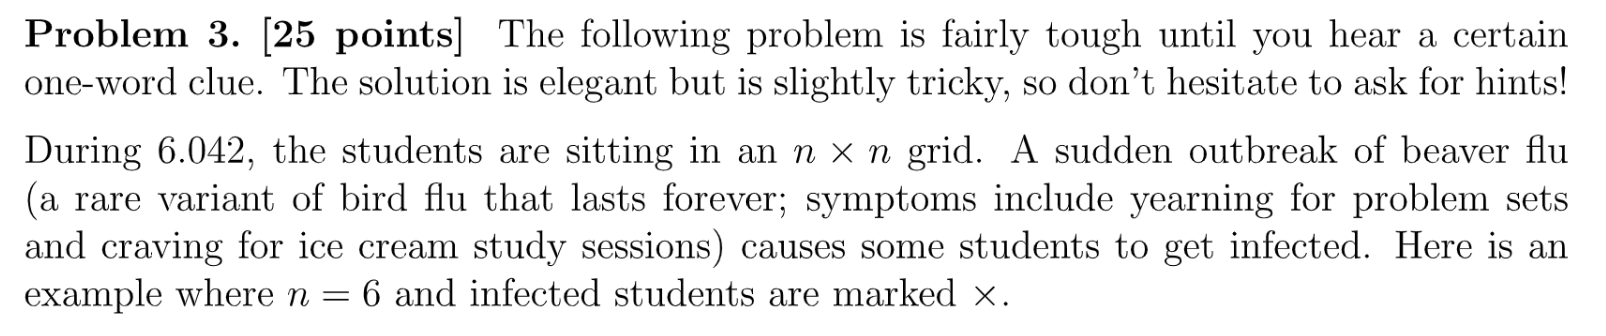 Problem 3. [25 points] The following problem is fairly tough until you hear a certain
one-word clue. The solution is elegant but is slightly tricky, so don't hesitate to ask for hints!
During 6.042, the students are sitting in an n × n grid. A sudden outbreak of beaver flu
(a rare variant of bird flu that lasts forever; symptoms include yearning for problem sets
and craving for ice cream study sessions) causes some students to get infected. Here is an
example where n = 6 and infected students are marked ×.